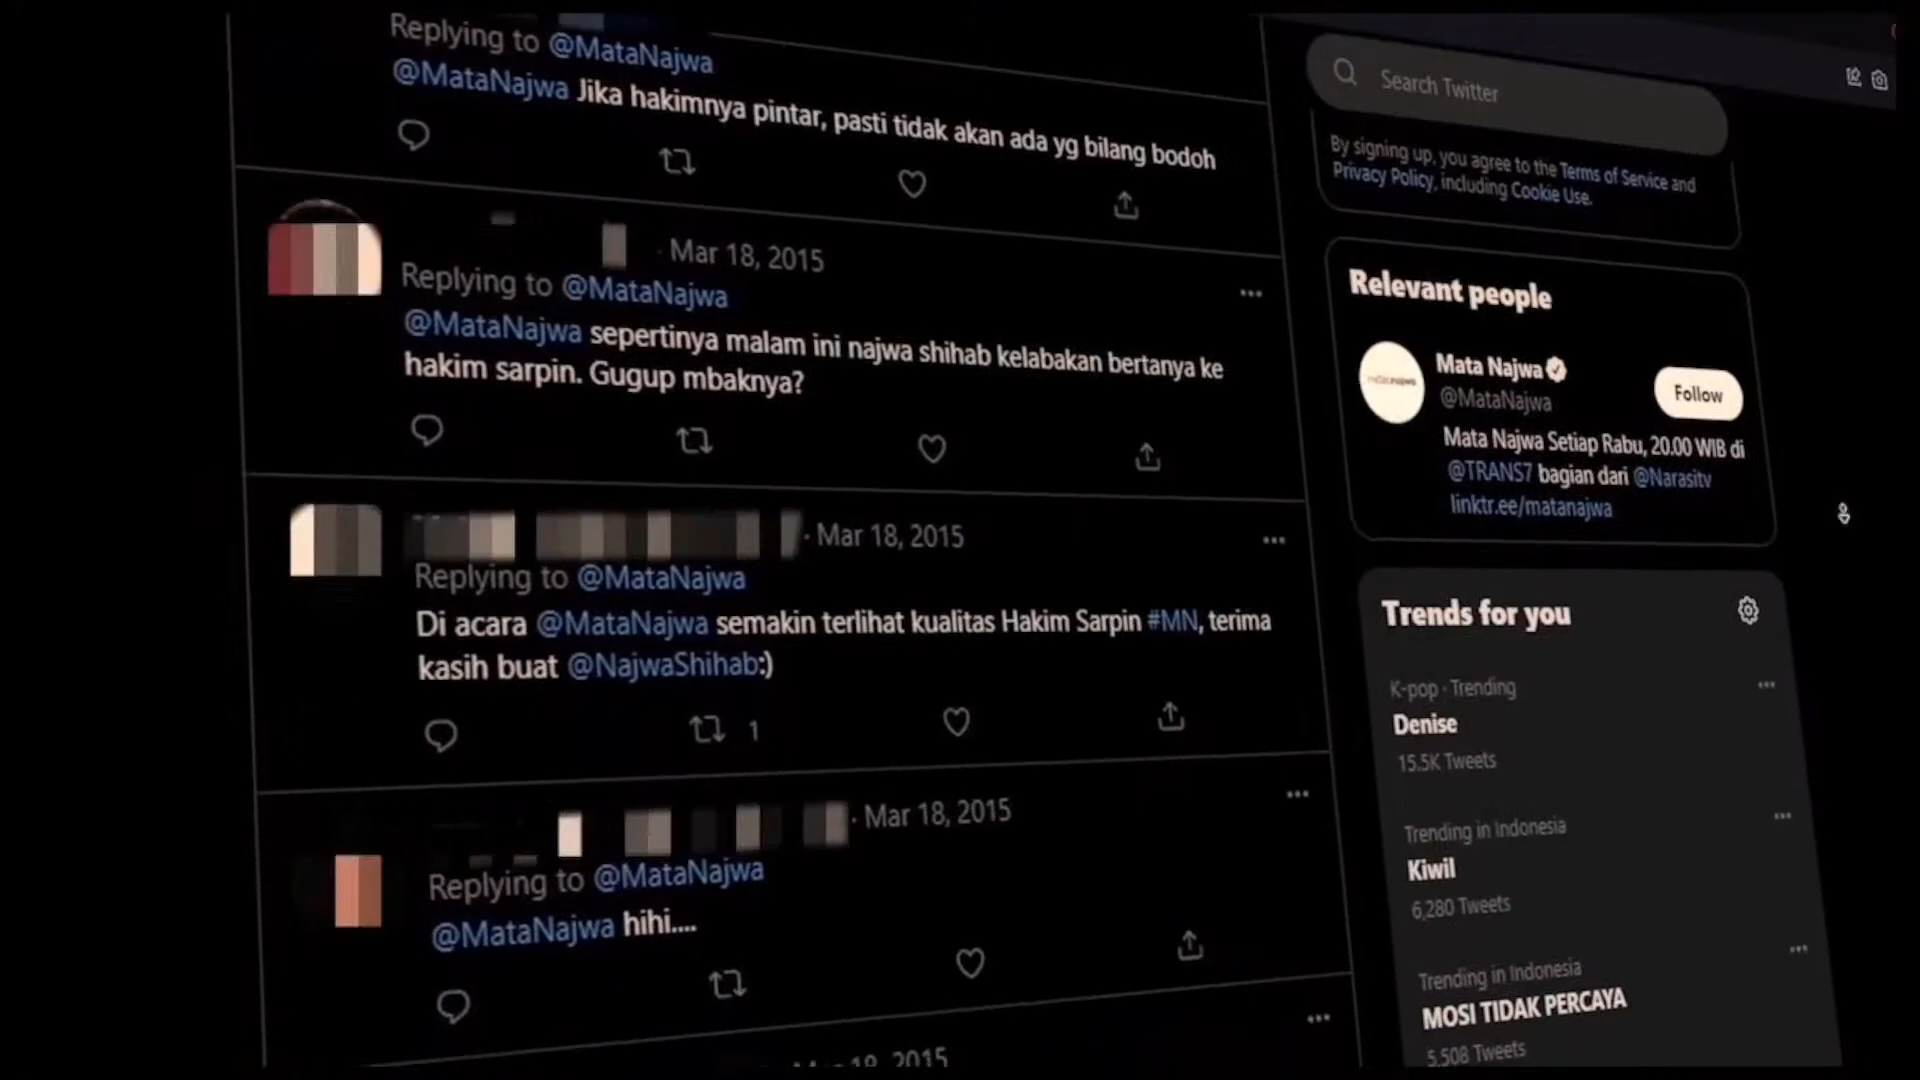 Replying to @MataNajwa
@MataNajwa Jika hakimnya pintar, pasti tidak akan ada yg bilang bodoh
· Mar 18, 2015
Replying to @MataNajwa
@MataNajwa sepertinya malam ini najwa shihab kelabakan bertanya ke
hakim sarpin. Gugup mbaknya?
· Mar 18, 2015
Replying to @MataNajwa
Di acara @MataNajwa semakin terlihat kualitas Hakim Sarpin #MN, terima
kasih buat @NajwaShihab:)
1
· Mar 18, 2015
Replying to @MataNajwa
@MataNajwa hihi....
Mar 18, 2015
Search Twitter
By signing up, you agree to the Terms of Service and
Privacy Policy, including Cookie Use.
Relevant people
Mata Najwa
@MataNajwa
Follow
Mata Najwa Setiap Rabu, 20.00 WIB di
@TRANS7 bagian dari @Narasitv
linktr.ee/matanajwa
Trends for you
K-pop · Trending
Denise
15.5K Tweets
Trending in Indonesia
Kiwil
6,280 Tweets
Trending in Indonesia
MOSI TIDAK PERCAYA
5,508 Tweets